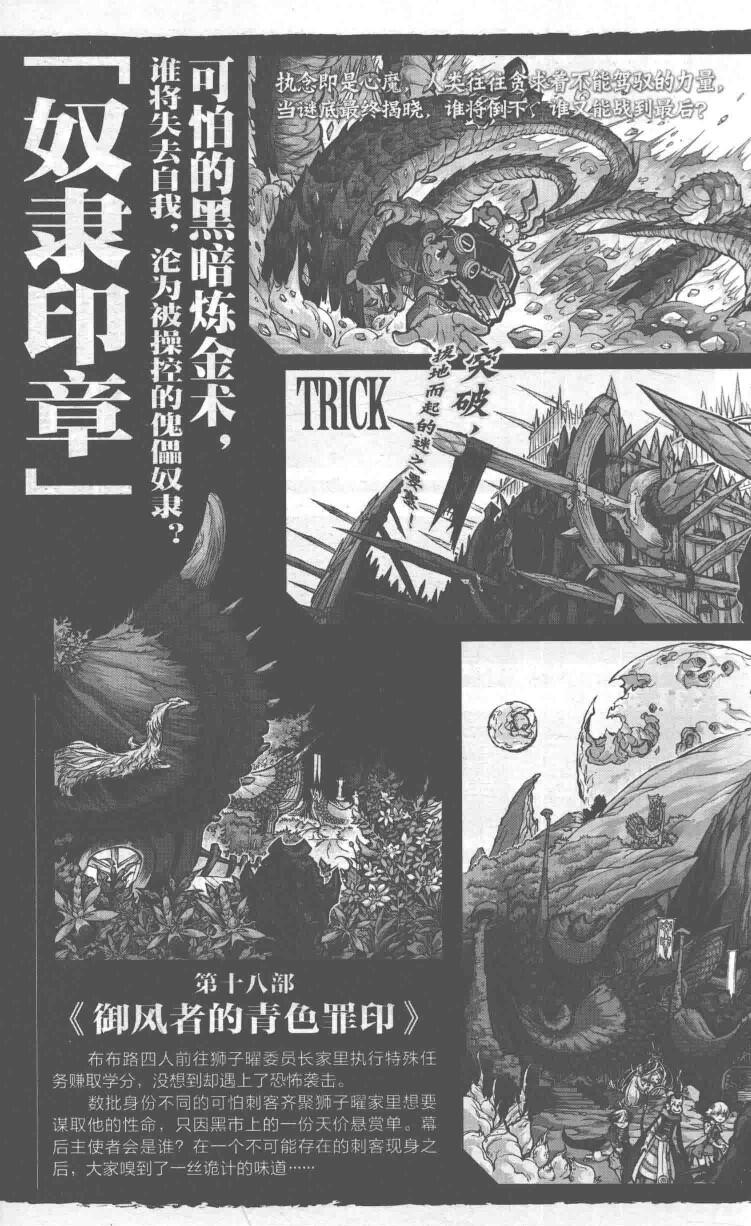 「奴隶印章」
可怕的黑暗炼金术，
谁将失去自我，沦为被操控的傀儡奴隶？
执念即是心魔，人类往往贪求着不能驾驭的力量，
当谜底最终揭晓，谁将倒下，谁又能战到最后？
突破，
拔地而起的迷之要塞！
TRICK
第十八部
《御风者的青色罪印》
布布路四人前往狮子曜委员长家里执行特殊任
务赚取学分，没想到却遇上了恐怖袭击。
数批身份不同的可怕刺客齐聚狮子曜家里想要
谋取他的性命，只因黑市上的一份天价悬赏单。幕
后主使者会是谁？在一个不可能存在的刺客现身之
后，大家嗅到了一丝诡计的味道……